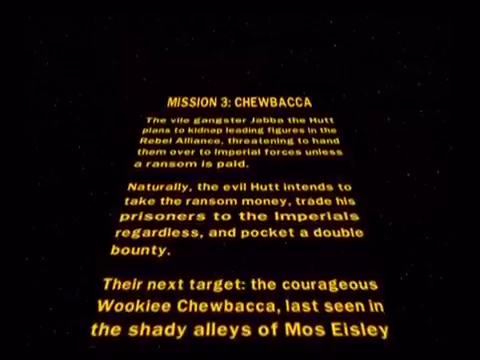 MISSION 3: CHEWBACCA
The vile gangster Jabba the Hutt
plans to kidnap leading figures in the
Rebel Alliance, threatening to hand
them over to Imperial forces unless
a ransom is paid.
Naturally, the evil Hutt intends to
take the ransom money, trade his
prisoners to the Imperials
regardless, and pocket a double
bounty.
Their next target: the courageous
Wookiee Chewbacca, last seen in
the shady alleys of Mos Eisley